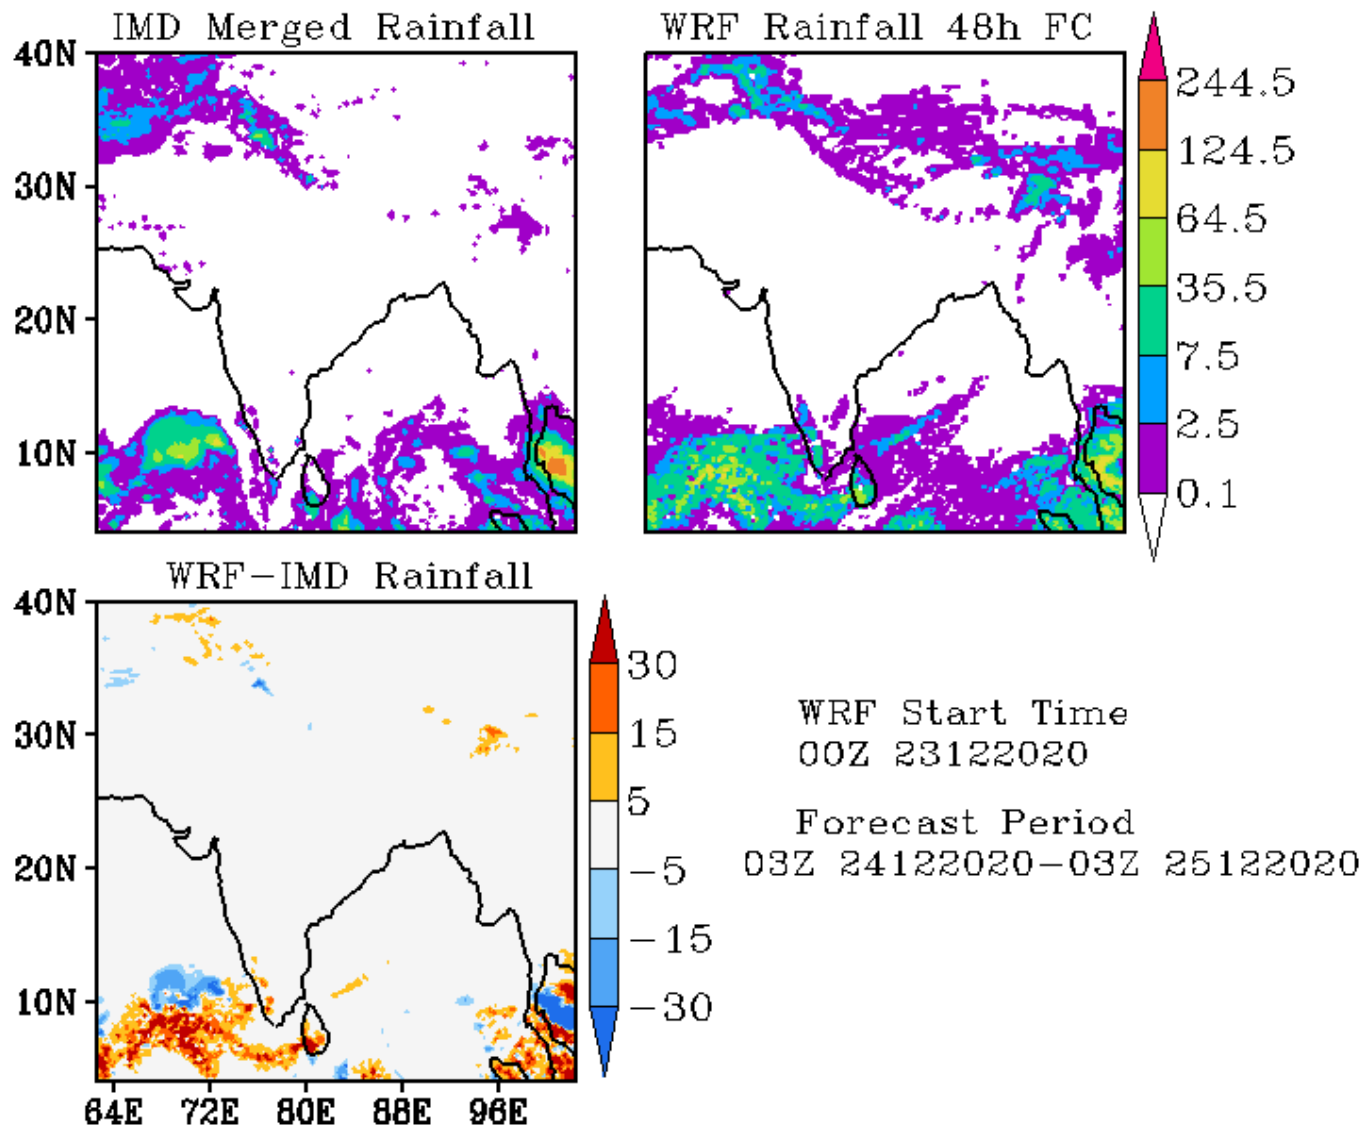 IMD Merged Rainfall
WRF Rainfall 48h FC
40N
30N
20N
10N
244.5
124.5
64.5
35.5
7.5
2.5
0.1
WRF-IMD Rainfall
40N
30N
20N
10N
64E 72E 80E 88E 96E
30
15
5
-5
-15
-30
WRF Start Time
00Z 23122020
Forecast Period
03Z 24122020-03Z 25122020